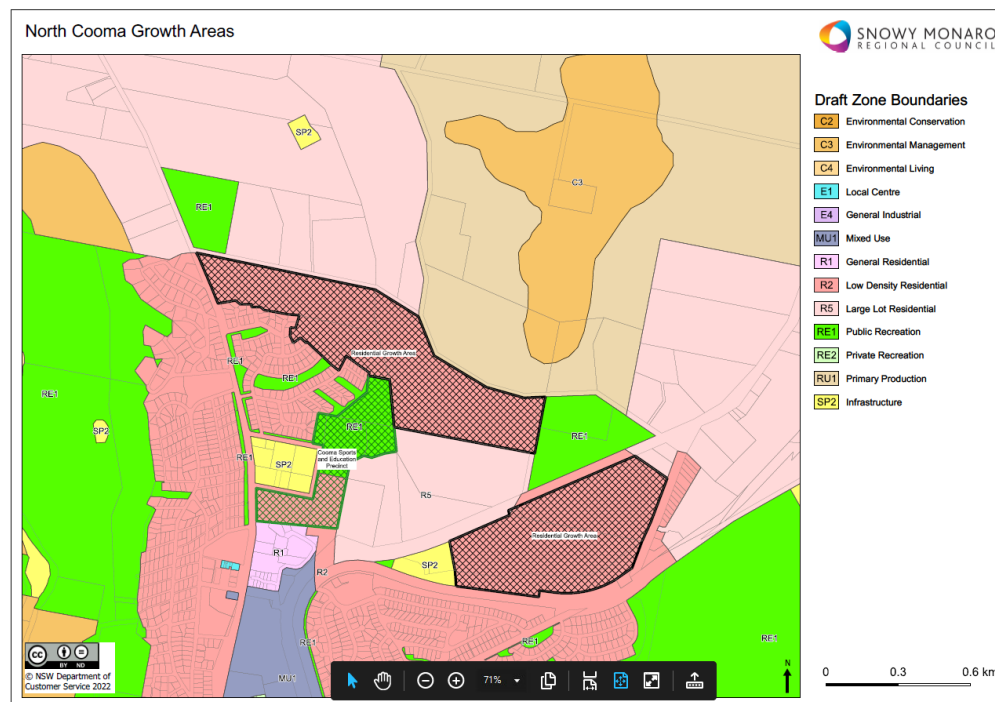 North Cooma Growth Areas
SNOWY MONARO
REGIONAL COUNCIL
Draft Zone Boundaries
C2 Environmental Conservation
C3 Environmental Management
C4 Environmental Living
E1 Local Centre
E4 General Industrial
MU1 Mixed Use
R1 General Residential
R2 Low Density Residential
R5 Large Lot Residential
RE1 Public Recreation
RE2 Private Recreation
RU1 Primary Production
SP2 Infrastructure
SP2
C3
RE1
Residential Growth Area
RE1
RE1
RE1
SP2
RE1
RE1
RE1
SP2
Cooma Sports
and Education
Precinct
R5
Residential Growth Area
R1
SP2
R2
RE1
RE1
RE1
MU1
CC
BY ND
© NSW Department of
Customer Service 2022
71%
N
0 0.3 0.6 km